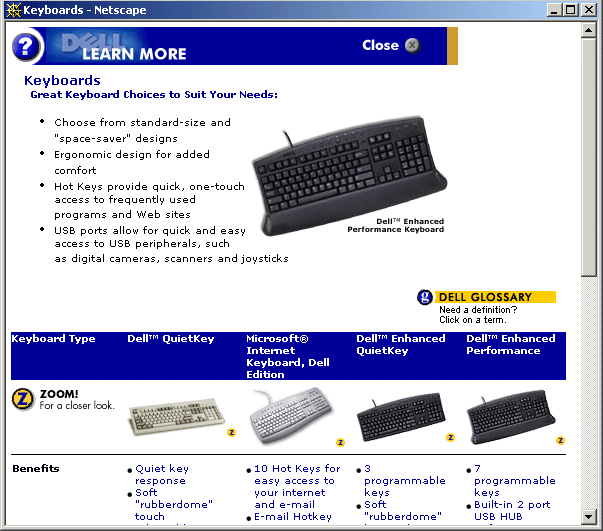 Keyboards - Netscape
?
DELL
LEARN MORE
Close X
Keyboards
Great Keyboard Choices to Suit Your Needs:
• Choose from standard-size and
"space-saver" designs
• Ergonomic design for added
comfort
• Hot Keys provide quick, one-touch
access to frequently used
programs and Web sites
• USB ports allow for quick and easy
access to USB peripherals, such
as digital cameras, scanners and joysticks
Dell™ Enhanced
Performance Keyboard
g DELL GLOSSARY
Need a definition?
Click on a term.
Keyboard Type
Dell™ QuietKey
Microsoft®
Internet
Keyboard, Dell
Edition
Dell™ Enhanced
QuietKey
Dell™ Enhanced
Performance
Z ZOOM!
For a closer look.
Z
Z
Z
Z
Benefits
• Quiet key
response
• Soft
"rubberdome"
touch
• 10 Hot Keys for
easy access to
your internet
and e-mail
• E-mail Hotkey
• 3
programmable
keys
• Soft
"rubberdome"
• 7
programmable
keys
• Built-in 2 port
USB HUB